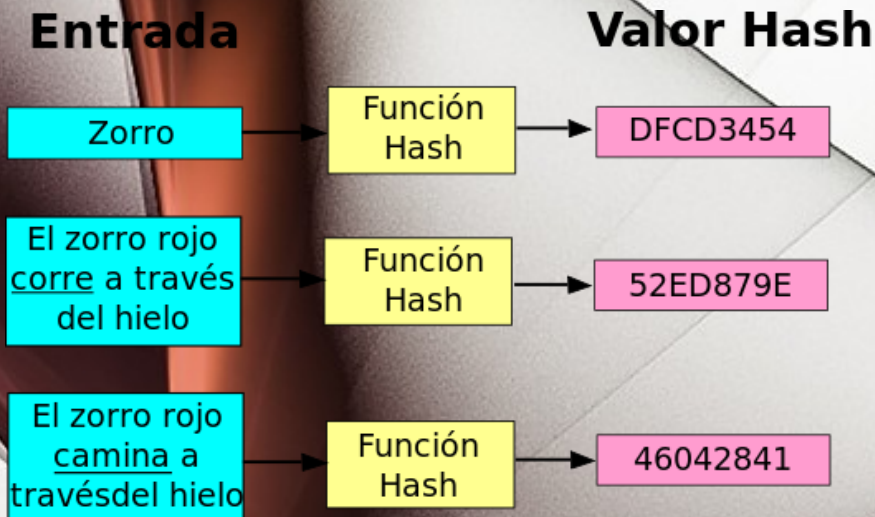 Entrada
Valor Hash
Zorro
Función
Hash
DFCD3454
El zorro rojo
corre a través
del hielo
Función
Hash
52ED879E
El zorro rojo
camina a
travésdel hielo
Función
Hash
46042841